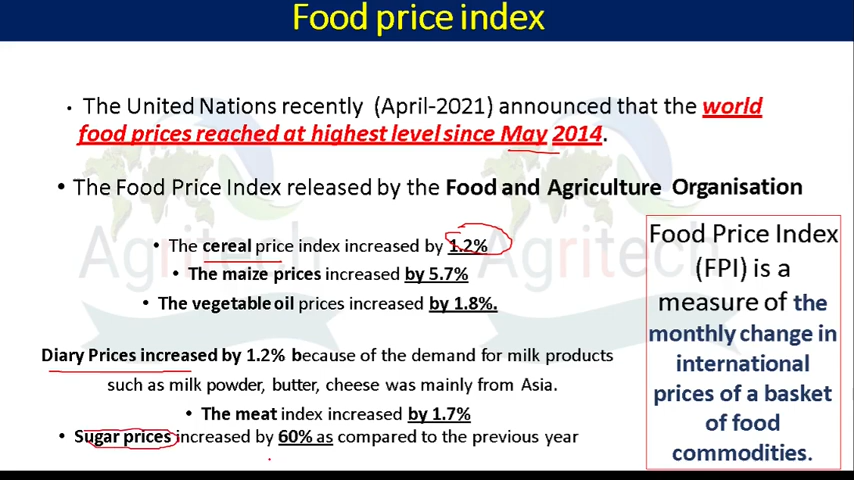 Food price index
• The United Nations recently (April-2021) announced that the world
food prices reached at highest level since May 2014.
• The Food Price Index released by the Food and Agriculture Organisation
• The cereal price index increased by 1.2%
• The maize prices increased by 5.7%
• The vegetable oil prices increased by 1.8%.
Diary Prices increased by 1.2% because of the demand for milk products
such as milk powder, butter, cheese was mainly from Asia.
• The meat index increased by 1.7%
• Sugar prices increased by 60% as compared to the previous year
Food Price Index
(FPI) is a
measure of the
monthly change in
international
prices of a basket
of food
commodities.
Agritech
Agritech